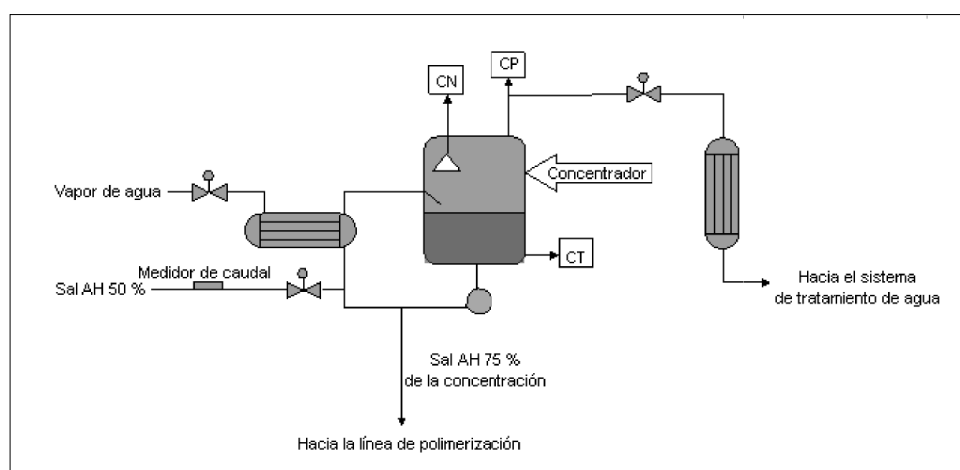 CP
CN
Concentrador
Vapor de agua
CT
Medidor de caudal
Sal AH 50 %
Hacia el sistema
de tratamiento de agua
Sal AH 75 %
de la concentración
Hacia la línea de polimerización